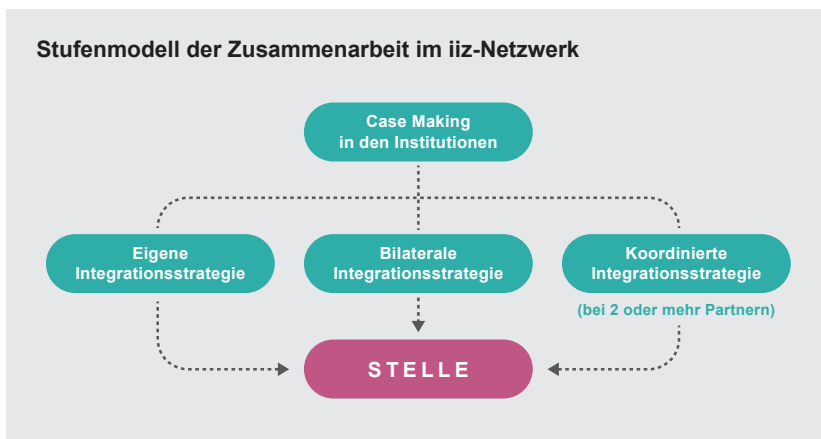 Stufenmodell der Zusammenarbeit im iiz-Netzwerk
Case Making
in den Institutionen
Eigene
Integrationsstrategie
Bilaterale
Integrationsstrategie
Koordinierte
Integrationsstrategie
(bei 2 oder mehr Partnern)
STELLE